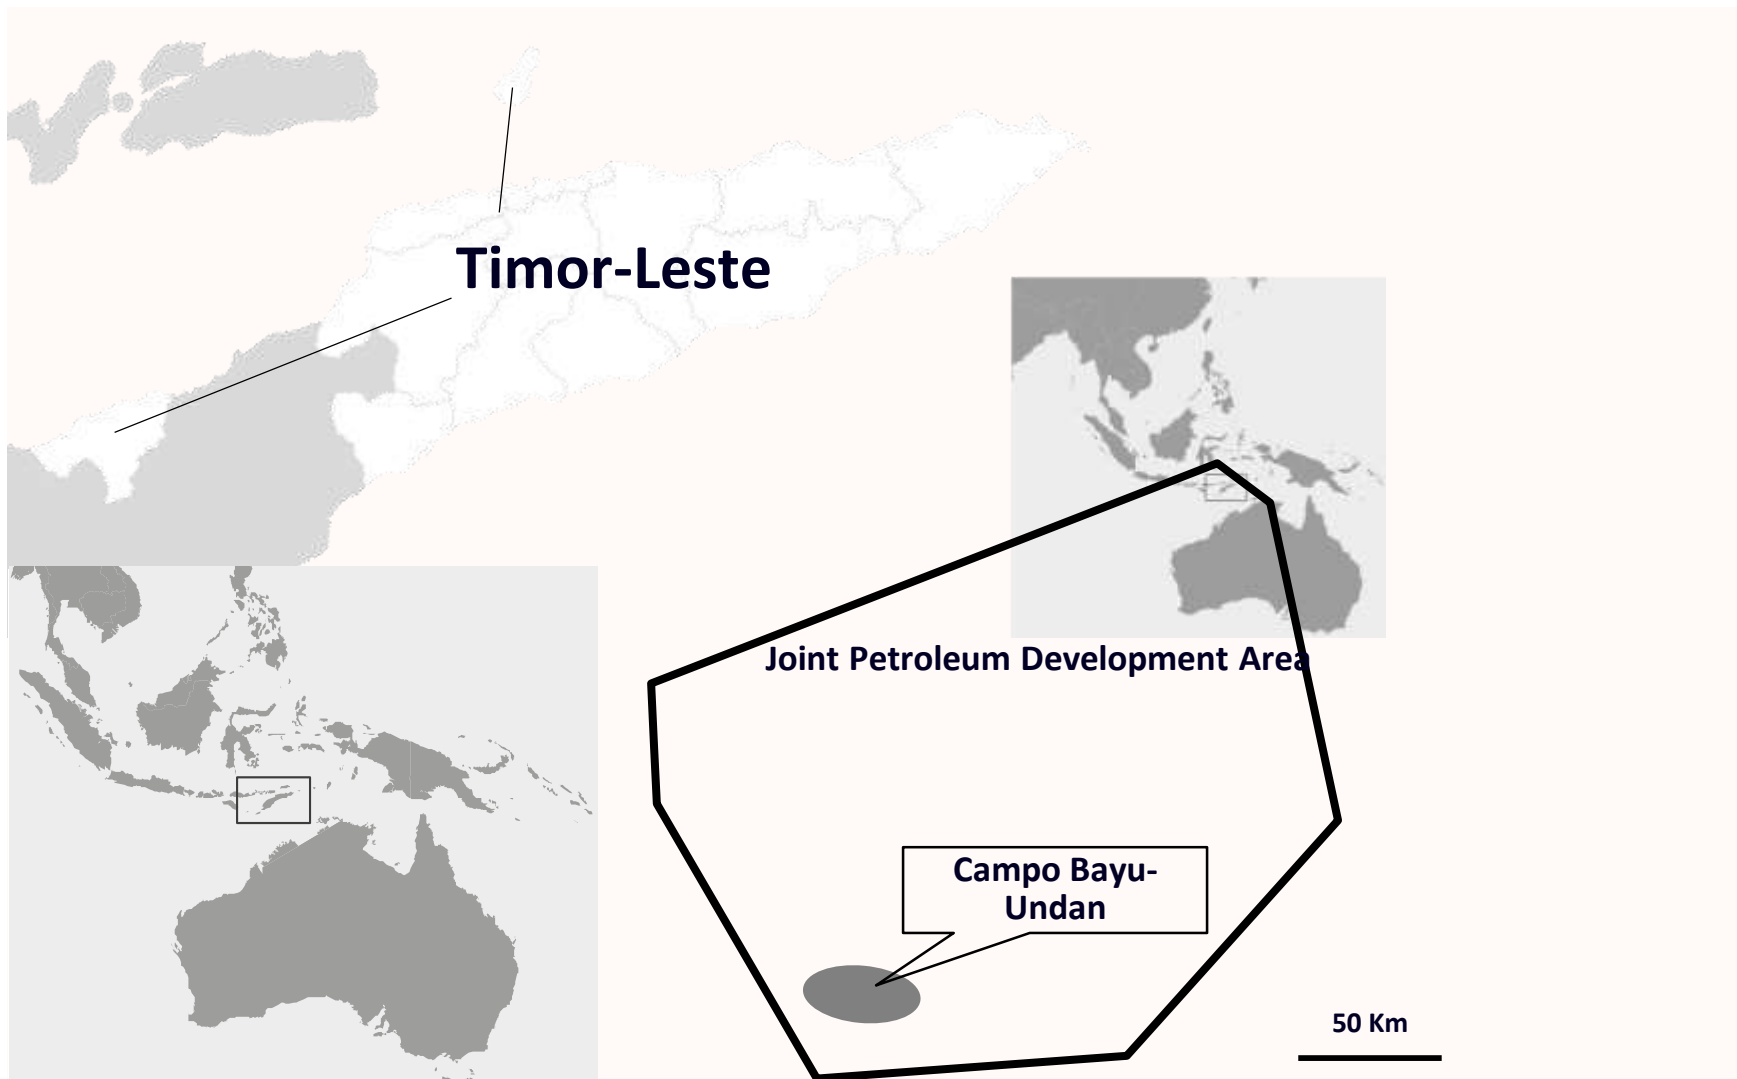 Timor-Leste
Joint Petroleum Development Area
Campo Bayu-
Undan
50 Km